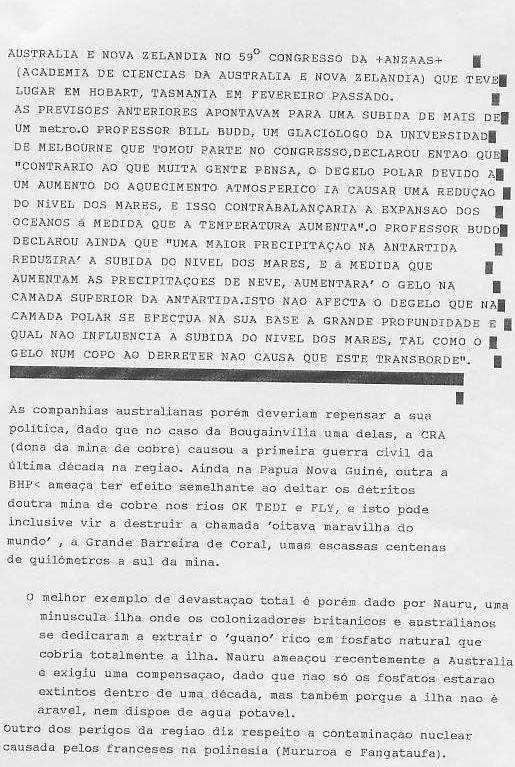 AUSTRALIA E NOVA ZELANDIA NO 59º CONGRESSO DA +ANZAAS+
(ACADEMIA DE CIENCIAS DA AUSTRALIA E NOVA ZELANDIA) QUE TEVE
LUGAR EM HOBART, TASMANIA EM FEVEREIRO PASSADO.
AS PREVISOES ANTERIORES APONTAVAM PARA UMA SUBIDA DE MAIS DE
UM metro.O PROFESSOR BILL BUDD, UM GLACIóLOGO DA UNIVERSIDAD
DE MELBOURNE QUE TOMOU PARTE NO CONGRESSO,DECLAROU ENTAO QUE
"CONTRARIO AO QUE MUITA GENTE PENSA, O DEGELO POLAR DEVIDO A
UM AUMENTO DO AQUECIMENTO ATMOSFERICO IA CAUSAR UMA REDUÇAO
DO NíVEL DOS MARES, E ISSO CONTRABALANÇARIA A EXPANSAO DOS
OCEANOS á MEDIDA QUE A TEMPERATURA AUMENTA".O PROFESSOR BUDD
DECLAROU AINDA QUE "UMA MAIOR PRECIPITAÇAO NA ANTARTIDA
REDUZIRA' A SUBIDA DO NIVEL DOS MARES, E á MEDIDA QUE
AUMENTAM AS PRECIPITAÇOES DE NEVE, AUMENTARA' O GELO NA
CAMADA SUPERIOR DA ANTARTIDA.ISTO NAO AFECTA O DEGELO QUE NA
CAMADA POLAR SE EFECTUA NA SUA BASE A GRANDE PROFUNDIDADE E
QUAL NAO INFLUENCIA A SUBIDA DO NIVEL DOS MARES, TAL COMO O
GELO NUM COPO AO DERRETER NAO CAUSA QUE ESTE TRANSBORDE".
As companhias australianas porém deveriam repensar a sua
política, dado que no caso da Bougainvilia uma delas, a CRA
(dona da mina de cobre) causou a primeira guerra civil da
última década na regiao. Ainda na Papua Nova Guiné, outra a
BHP< ameaça ter efeito semelhante ao deitar os detritos
doutra mina de cobre nos rios OK TEDI e FLY, e isto pode
inclusive vir a destruir a chamada 'oitava maravilha do
mundo' , a Grande Barreira de Coral, umas escassas centenas
de quilómetros a sul da mina.
O melhor exemplo de devastaçao total é porém dado por Nauru, uma
minuscula ilha onde os colonizadores britanicos e australianos
se dedicaram a extrair o 'guano' rico em fosfato natural que
cobria totalmente a ilha. Nauru ameaçou recentemente a Australia
e exigiu uma compensaçao, dado que nao só os fosfatos estarao
extintos dentro de uma década, mas também porque a ilha nao é
aravel, nem dispoe de agua potavel.
Outro dos perigos da regiao diz respeito a contaminaçao nuclear
causada pelos franceses na polinesia (Mururoa e Fangataufa).